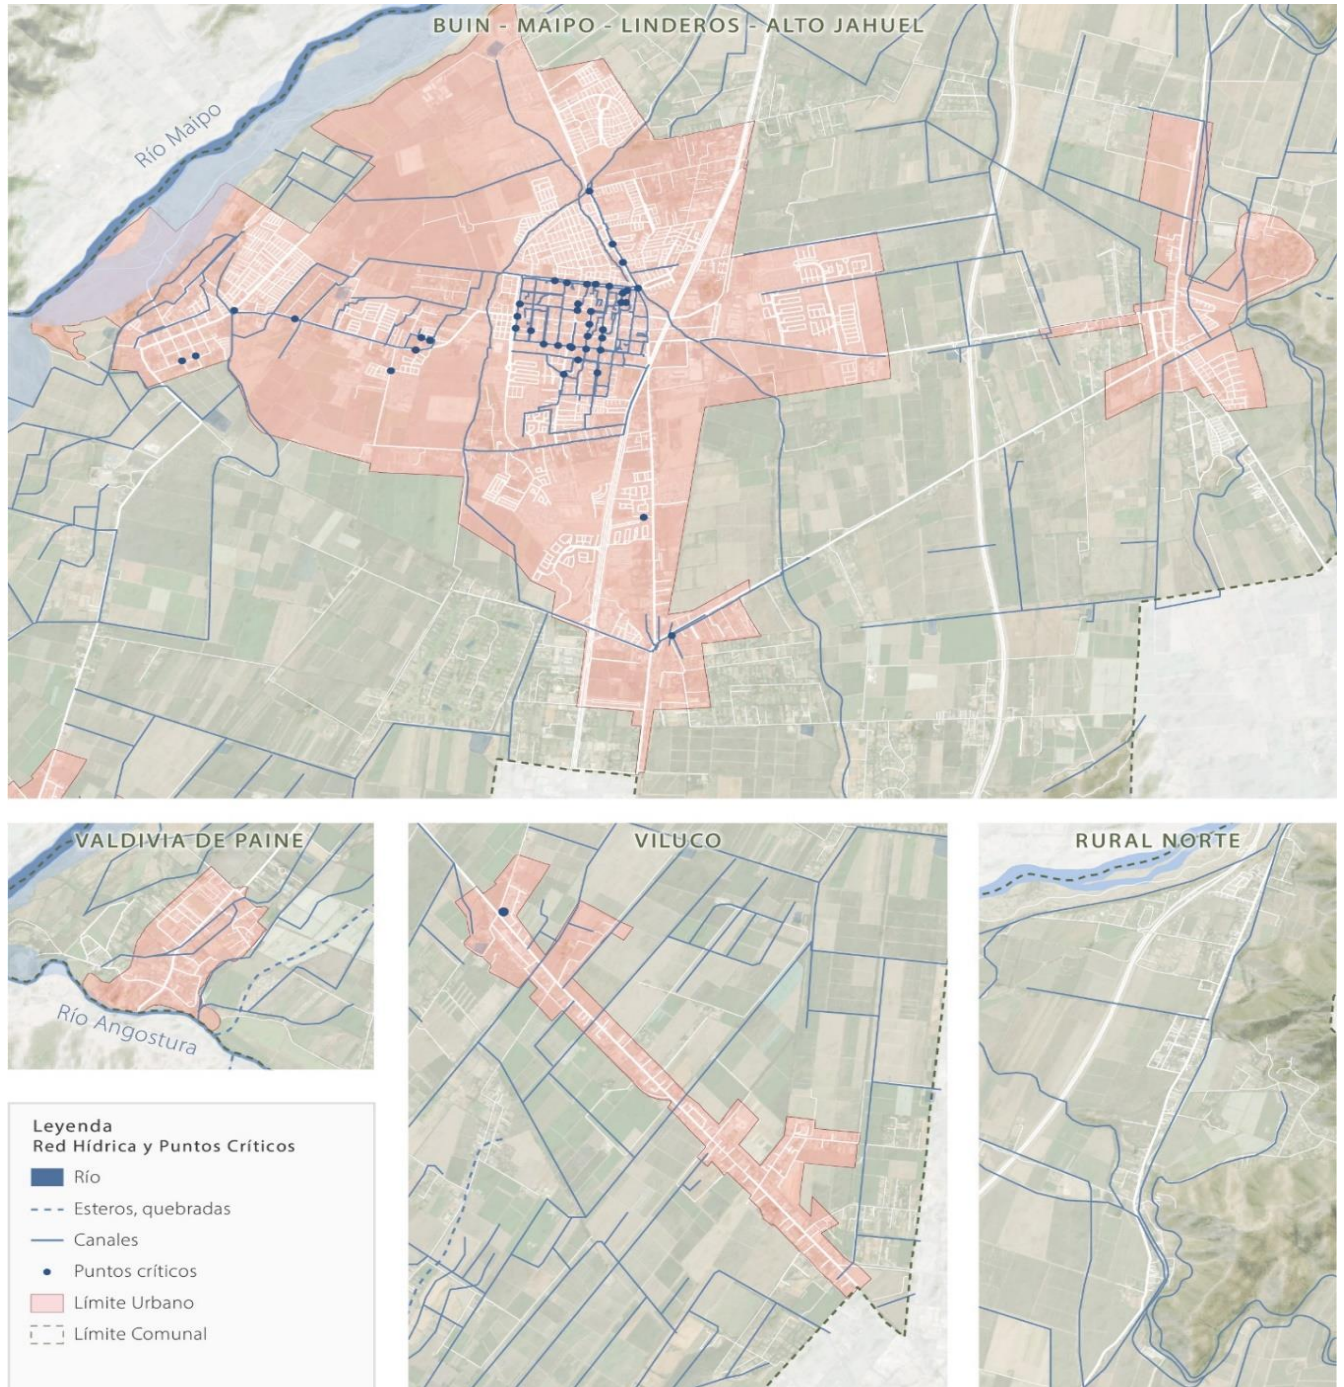 BUIN - MAIPO - LINDEROS - ALTO JAHUEL
Río Maipo
VALDIVIA DE PAINE
Río Angostura
VILUCO
RURAL NORTE
Leyenda
Red Hídrica y Puntos Críticos
Río
Esteros, quebradas
Canales
Puntos críticos
Límite Urbano
Límite Comunal